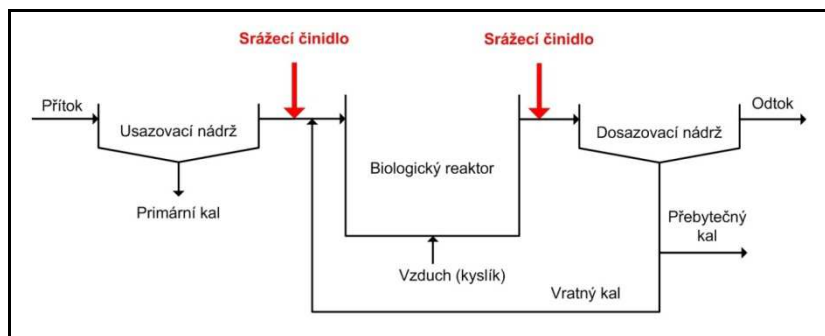 Srážecí činidlo
Srážecí činidlo
Přítok
Usazovací nádrž
Primární kal
Biologický reaktor
Vzduch (kyslík)
Dosazovací nádrž
Odtok
Přebytečný
kal
Vratný kal